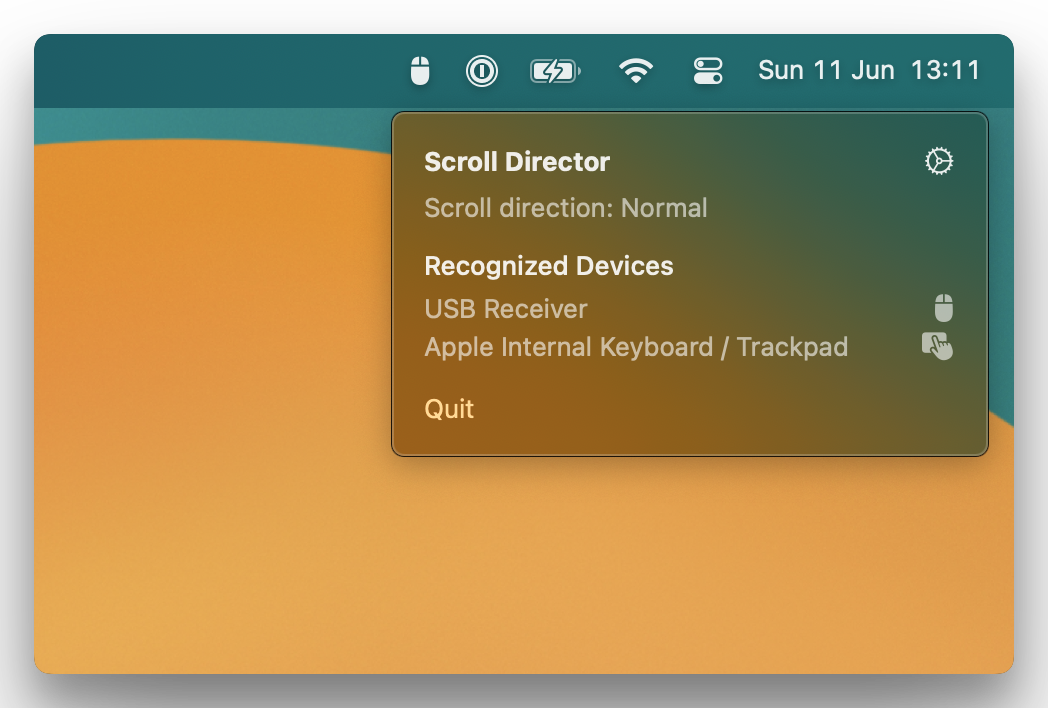 Sun 11 Jun 13:11
Scroll Director
Scroll direction: Normal
Recognized Devices
USB Receiver
Apple Internal Keyboard / Trackpad
Quit